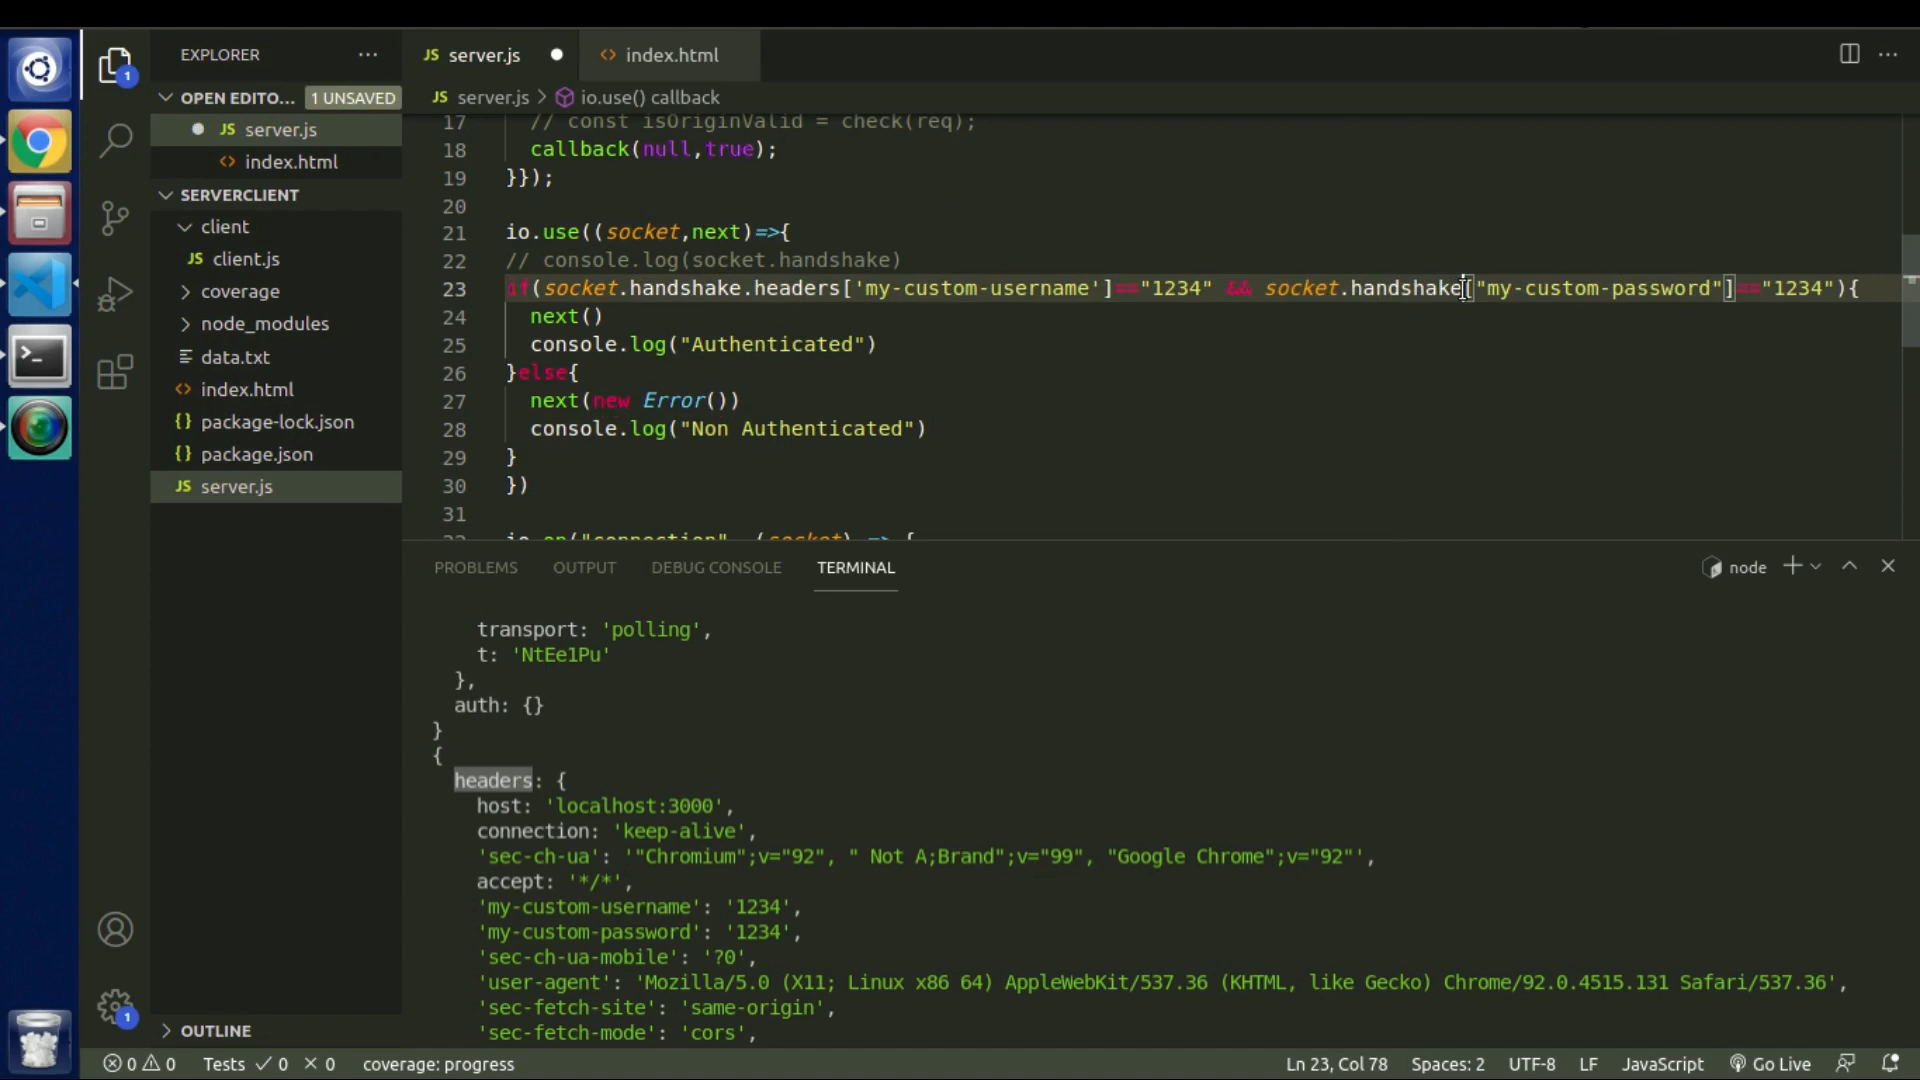 EXPLORER
JS server.js
<> index.html
OPEN EDITO... 1 UNSAVED
JS server.js
<> index.html
SERVERCLIENT
client
JS client.js
coverage
node_modules
data.txt
<> index.html
{} package-lock.json
{} package.json
JS server.js
OUTLINE
1
1
JS server.js > io.use() callback
17 // const isOriginValid = check(req);
18 callback(null,true);
19 }});
20
21 io.use((socket,next)=>{
22 // console.log(socket.handshake)
23 if(socket.handshake.headers['my-custom-username']=="1234" && socket.handshake["my-custom-password"]=="1234"){
24 next()
25 console.log("Authenticated")
26 }else{
27 next(new Error())
28 console.log("Non Authenticated")
29 }
30 })
31
32 io.on("connection", (socket) => {
PROBLEMS OUTPUT DEBUG CONSOLE TERMINAL
node
transport: 'polling',
t: 'NtEe1Pu'
},
auth: {}
}
{
headers: {
host: 'localhost:3000',
connection: 'keep-alive',
'sec-ch-ua': '"Chromium";v="92", " Not A;Brand";v="99", "Google Chrome";v="92"',
accept: '*/*',
'my-custom-username': '1234',
'my-custom-password': '1234',
'sec-ch-ua-mobile': '?0',
'user-agent': 'Mozilla/5.0 (X11; Linux x86 64) AppleWebKit/537.36 (KHTML, like Gecko) Chrome/92.0.4515.131 Safari/537.36',
'sec-fetch-site': 'same-origin',
'sec-fetch-mode': 'cors',
0 0 Tests 0 0 coverage: progress Ln 23, Col 78 Spaces: 2 UTF-8 LF JavaScript Go Live